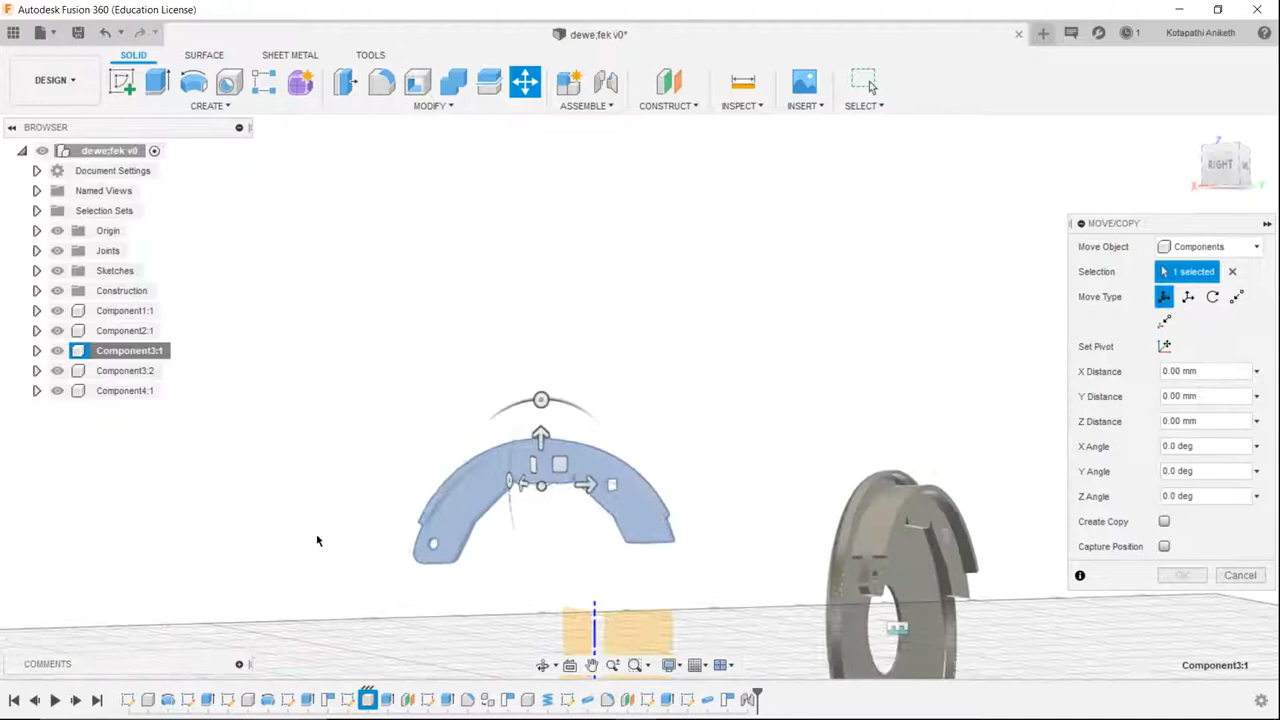 Autodesk Fusion 360 (Education License)
dewe;fek v0*
1
Kotapathi Aniketh
SOLID SURFACE SHEET METAL TOOLS
DESIGN
CREATE MODIFY ASSEMBLE CONSTRUCT INSPECT INSERT SELECT
BROWSER
dewe;fek v0
Document Settings
Named Views
Selection Sets
Origin
Joints
Sketches
Construction
Component1:1
Component2:1
Component3:1
Component3:2
Component4:1
Z
RIGHT
X
Y
MOVE/COPY
Move Object Components
Selection 1 selected
Move Type
Set Pivot
X Distance 0.00 mm
Y Distance 0.00 mm
Z Distance 0.00 mm
X Angle 0.0 deg
Y Angle 0.0 deg
Z Angle 0.0 deg
Create Copy
Capture Position
OK Cancel
COMMENTS
Component3:1